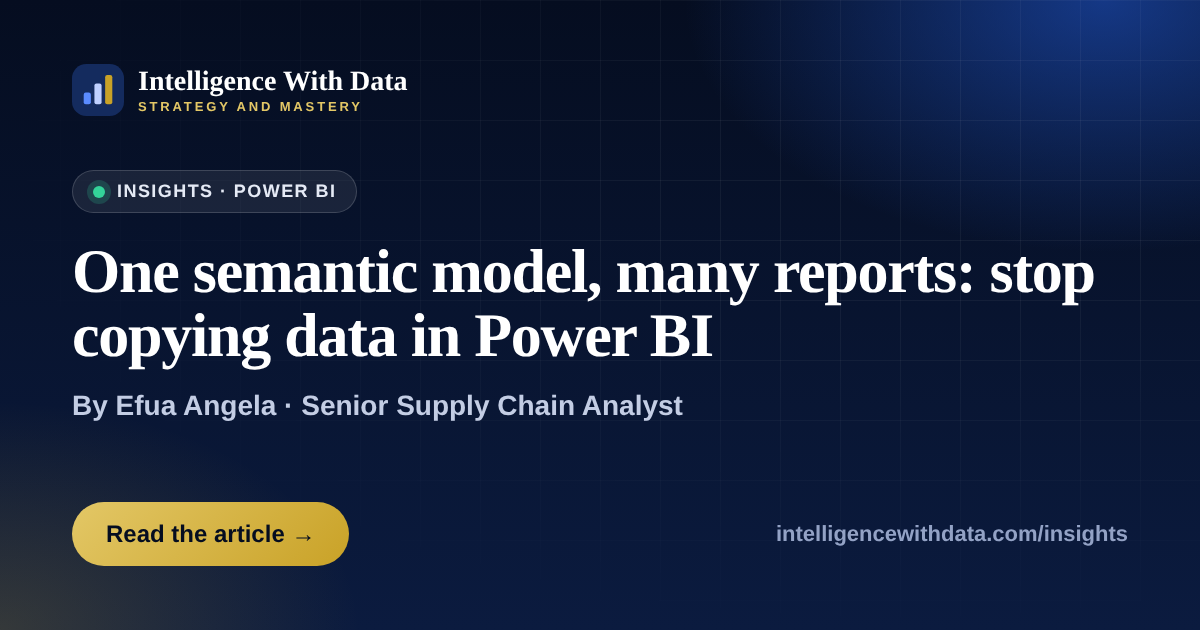 Intelligence With Data
STRATEGY AND MASTERY
INSIGHTS · POWER BI
One semantic model, many reports: stop
copying data in Power BI
By Efua Angela · Senior Supply Chain Analyst
Read the article →
intelligencewithdata.com/insights